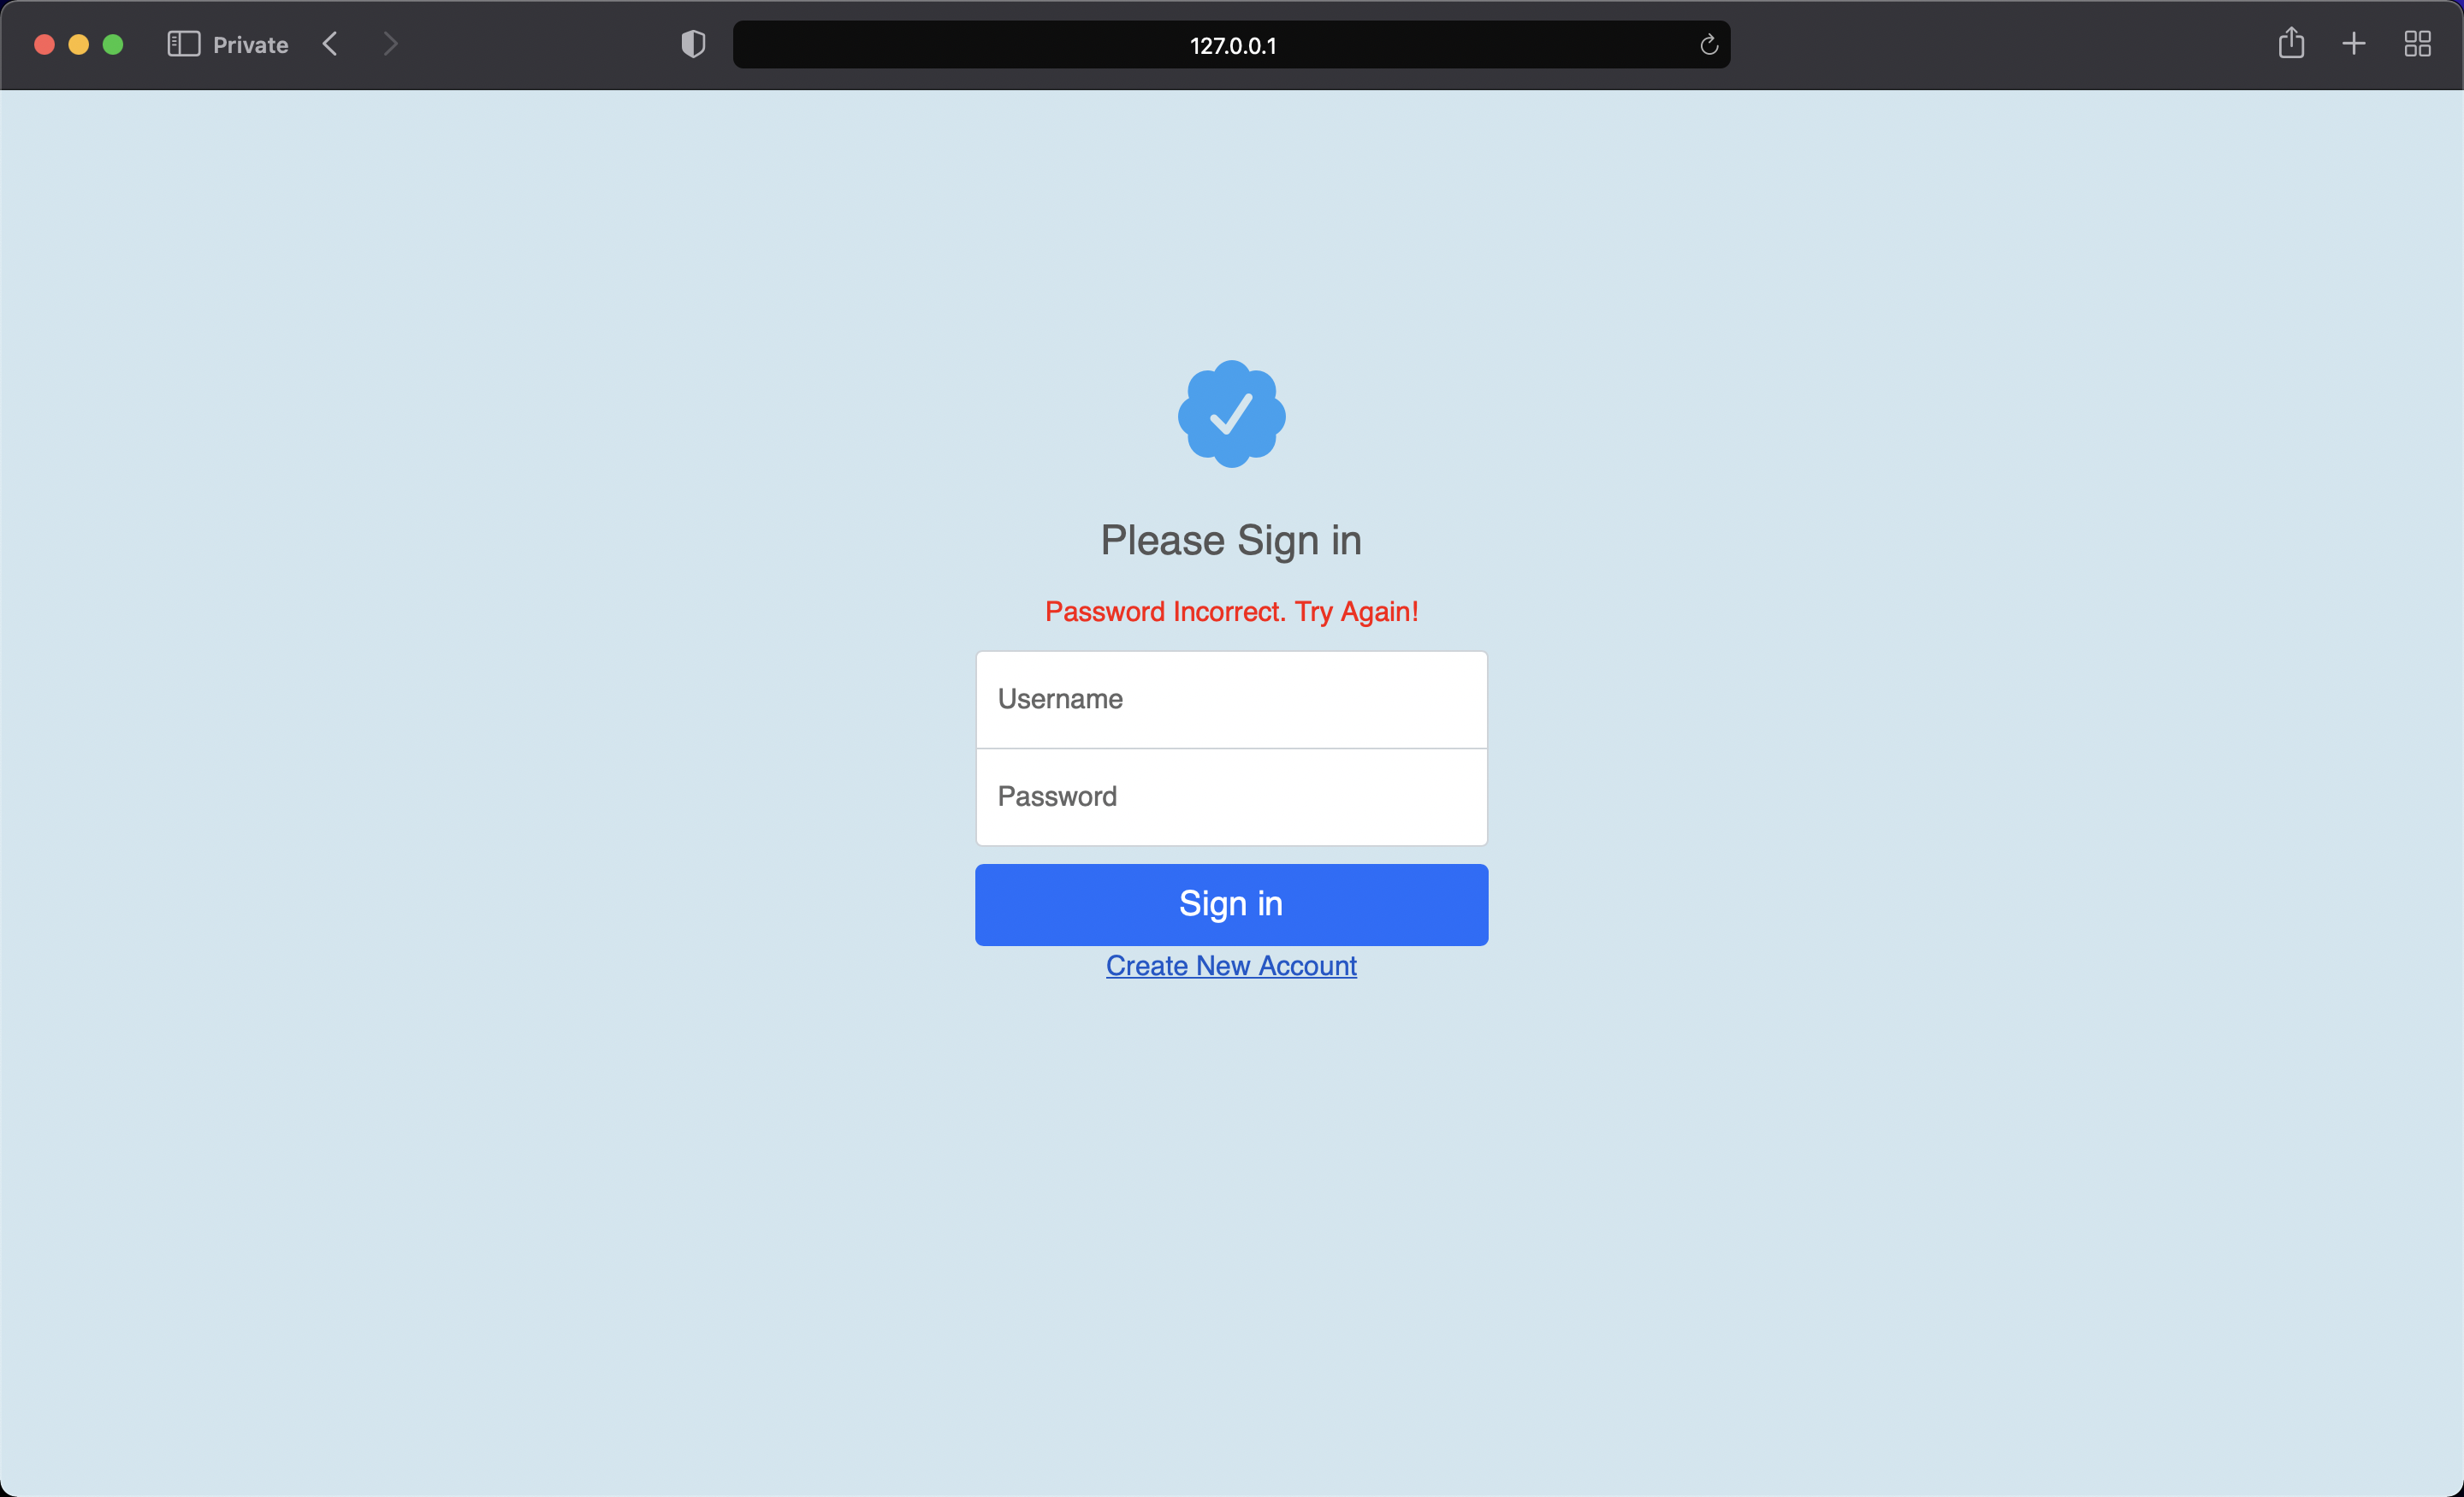 Private
127.0.0.1
Please Sign in
Password Incorrect. Try Again!
Username
Password
Sign in
Create New Account